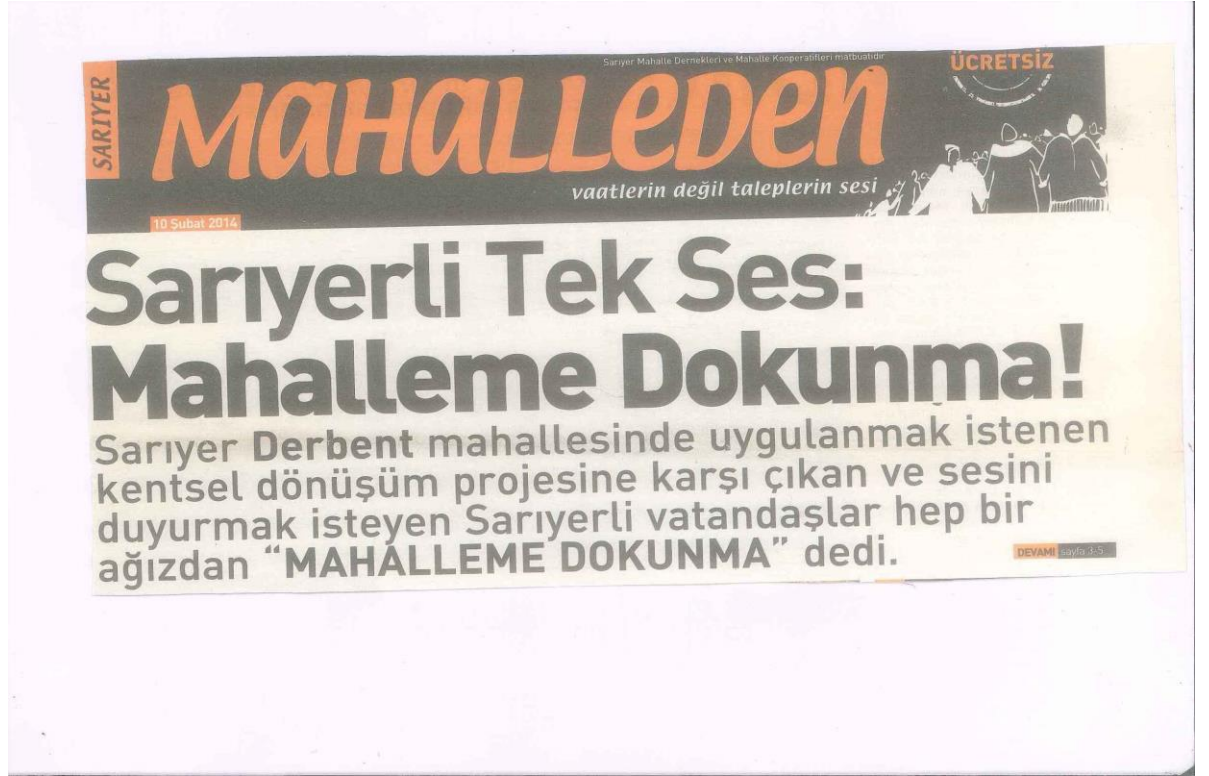 Sarıyer Mahalle Dernekleri ve Mahalle Kooperatifleri matbuatıdır
ÜCRETSİZ
SARIYER
MAHALLEDEN
vaatlerin değil taleplerin sesi
10 Şubat 2014
Sarıyerli Tek Ses:
Mahalleme Dokunma!
Sarıyer Derbent mahallesinde uygulanmak istenen
kentsel dönüşüm projesine karşı çıkan ve sesini
duyurmak isteyen Sarıyerli vatandaşlar hep bir
ağızdan “MAHALLEME DOKUNMA” dedi.
DEVAMI sayfa 3-5